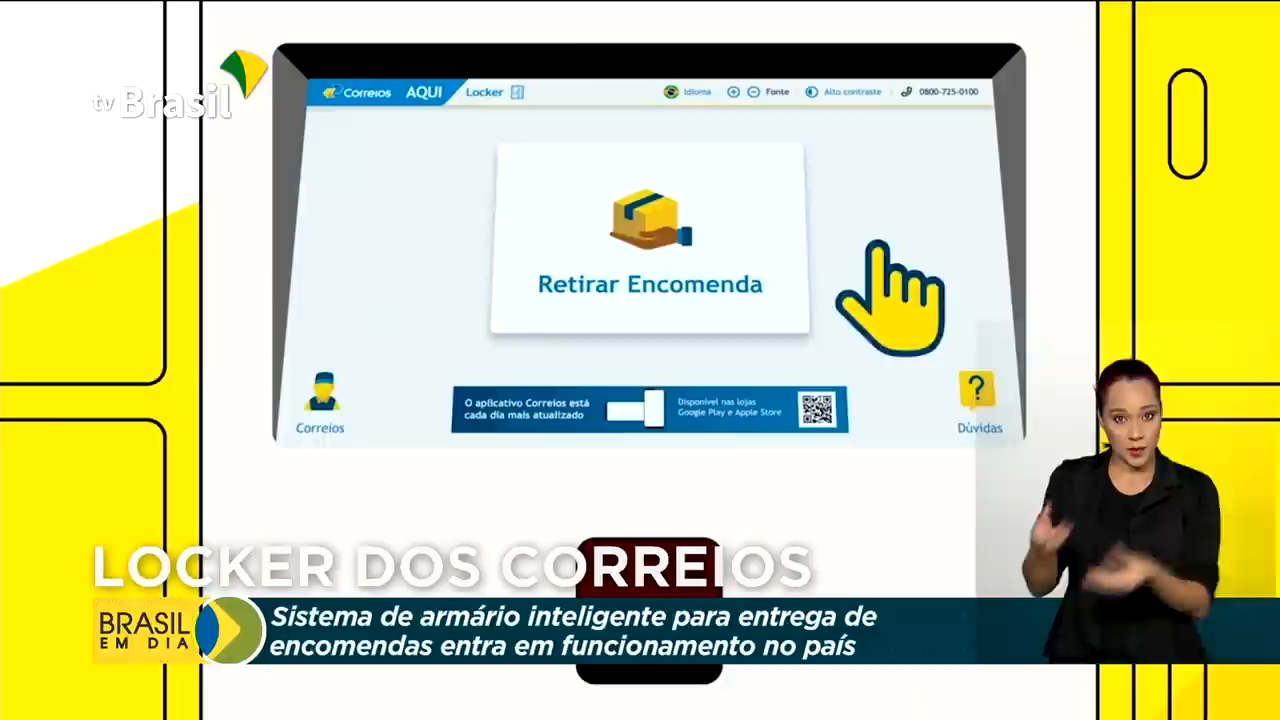 tv Brasil
Correios AQUI Locker
Idioma
Fonte
Alto contraste
0800-725-0100
Retirar Encomenda
Correios
O aplicativo Correios está
cada dia mais atualizado
Disponível nas lojas
Google Play e Apple Store
?
Dúvidas
LOCKER DOS CORREIOS
BRASIL
EM DIA
Sistema de armário inteligente para entrega de
encomendas entra em funcionamento no país